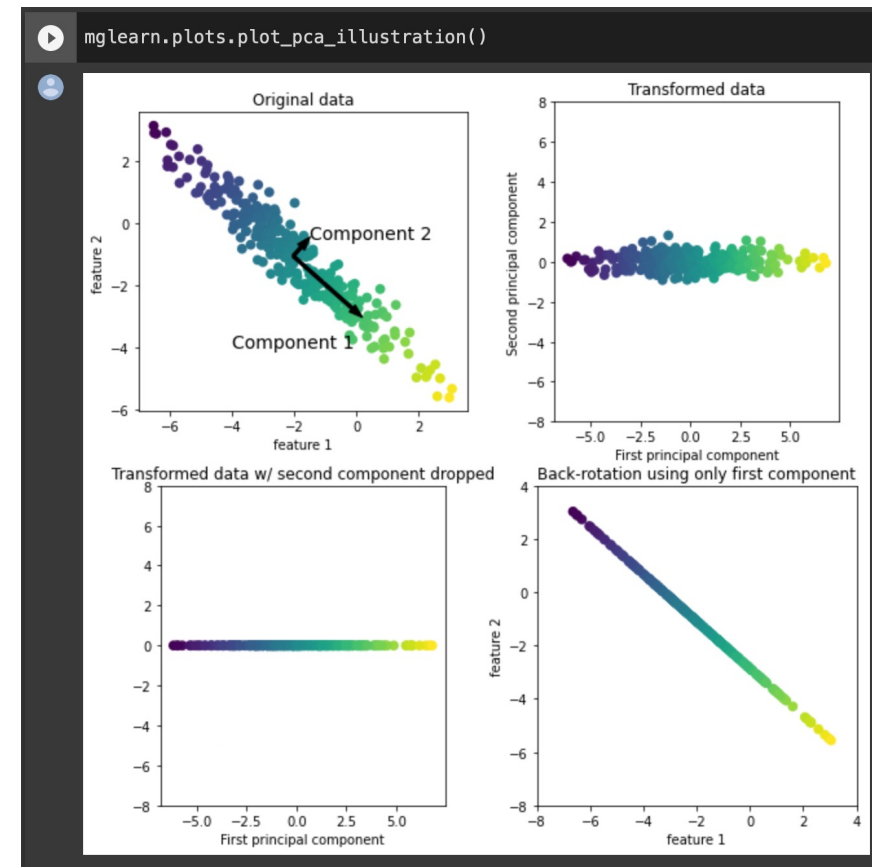 mglearn.plots.plot_pca_illustration()
Original data
2
0
−2
−4
−6
feature 2
Component 2
Component 1
−6 −4 −2 0 2
feature 1
Transformed data
8
6
4
2
0
−2
−4
−6
−8
Second principal component
−5.0 −2.5 0.0 2.5 5.0
First principal component
Transformed data w/ second component dropped
8
6
4
2
0
−2
−4
−6
−8
−5.0 −2.5 0.0 2.5 5.0
First principal component
Back-rotation using only first component
4
2
0
−2
−4
−6
−8
feature 2
−8 −6 −4 −2 0 2 4
feature 1